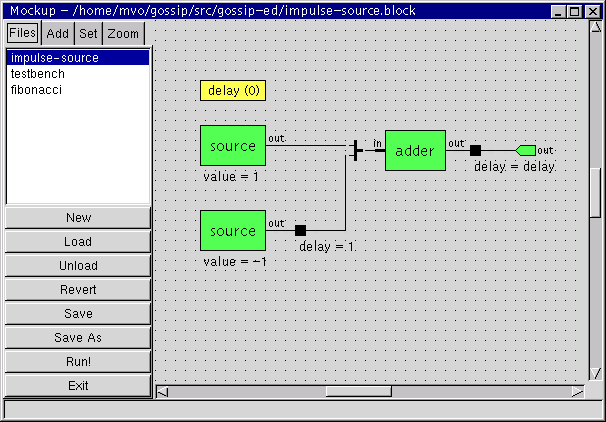 Mockup – /home/mvo/gossip/src/gossip-ed/impulse-source.block
Files Add Set Zoom
impulse-source
testbench
fibonacci
New
Load
Unload
Revert
Save
Save As
Run!
Exit
delay (0)
source out
value = 1
in adder out out
delay = delay
source out
delay = 1
value = -1